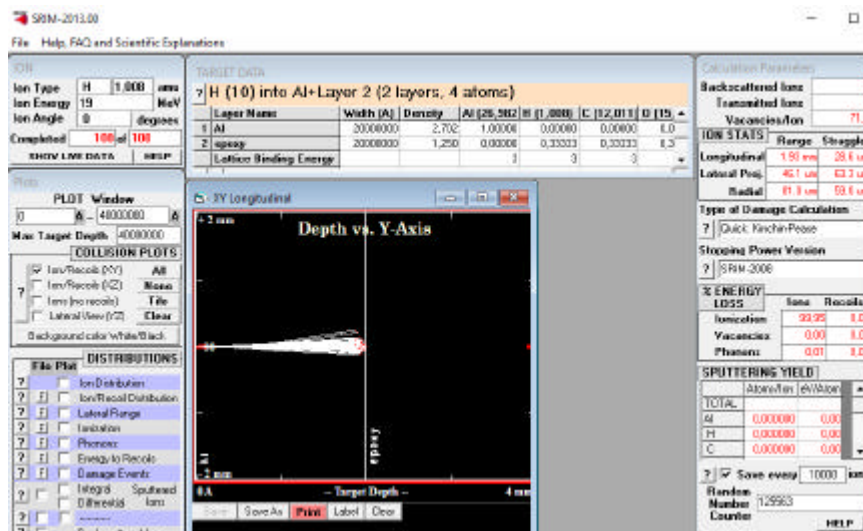 SRIM-2013.00
File Help, FAQ and Scientific Explanations
ION
Ion Type H 1,008 amu
Ion Energy 19 MeV
Ion Angle 0 degrees
Completed 100 of 100
SHOW LIVE DATA HELP
TARGET DATA
? H (10) into Al+Layer 2 (2 layers, 4 atoms)
Layer Name Width (A) Density Al (26,982 H (1,008) C (12,011) O (15,
1 Al 20000000 2,702 1,00000 0,00000 0,00000 0,0
2 epoxy 20000000 1,250 0,00000 0,33333 0,33333 0,3
Lattice Binding Energy 3 3 3
Calculation Parameters
Backscattered Ions
Transmitted Ions
Vacancies/Ion 71,
ION STATS Range Straggle
Longitudinal 1.93 mm
Lateral Proj.
Radial
Type of Damage Calculation
? Quick: Kinchin-Pease
Stopping Power Version
? SRIM-2008
% ENERGY LOSS Ions Recoils
Ionization 99,95
Vacancies 0,00
Phonons 0,01
SPUTTERING YIELD
Atoms/Ion eV/Atom
TOTAL
Al 0,000000 0,00
H 0,000000 0,00
C 0,000000 0,00
? Save every 10000 ions
Random Number Counter 129563
HELP
Plots
PLOT Window
0 A - 40000000 A
Max Target Depth 40000000
COLLISION PLOTS
Ion/Recoils (XY) All
? Ion/Recoils (XZ) None
Ions (no recoils) Tile
Lateral View (YZ) Clear
Background color White/Black
DISTRIBUTIONS
File Plot
? Ion Distribution
? F Ion/Recoil Distribution
? F Lateral Range
? F Ionization
? F Phonons
? F Energy to Recoils
? F Damage Events
? Integral Sputtered
Differential Ions
XY Longitudinal
+2 mm
Depth vs. Y-Axis
Al
epoxy
-2 mm
0 A -- Target Depth -- 4 mm
Save As Print Label Clear